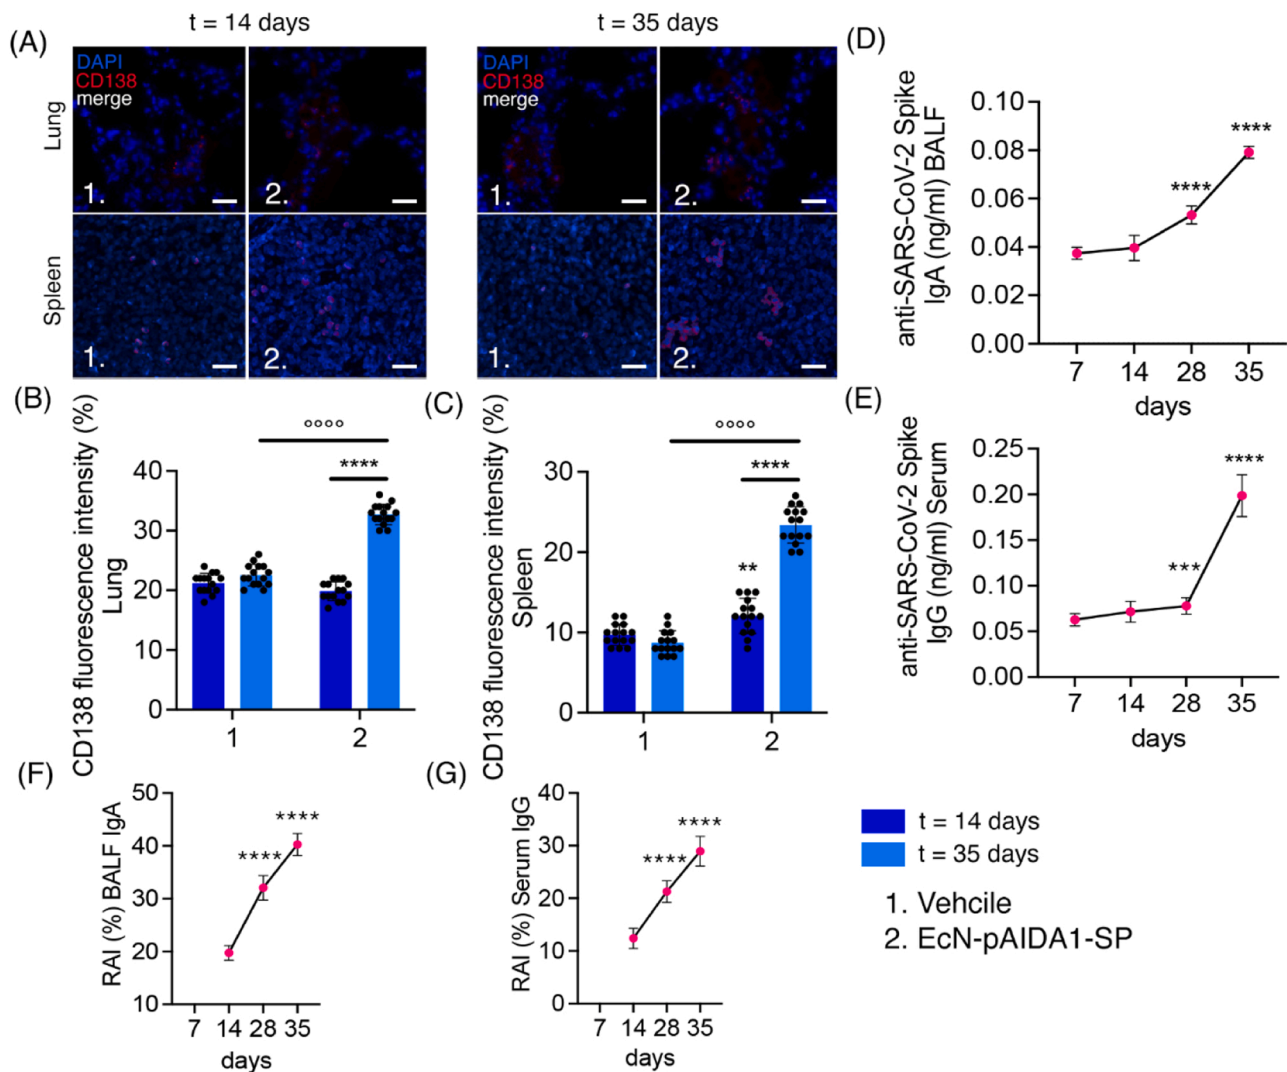 t = 14 days
t = 35 days
(A)
Lung
DAPI
CD138
merge
1.
2.
DAPI
CD138
merge
1.
2.
Spleen
1.
2.
1.
2.
(B)
CD138 fluorescence intensity (%)
Lung
40
30
20
10
0
1
2
°°°°
****
(C)
CD138 fluorescence intensity (%)
Spleen
30
20
10
0
1
2
°°°°
****
**
(D)
anti-SARS-CoV-2 Spike
IgA (ng/ml) BALF
0.10
0.08
0.06
0.04
0.02
0.00
7 14 28 35
days
****
****
(E)
anti-SARS-CoV-2 Spike
IgG (ng/ml) Serum
0.25
0.20
0.15
0.10
0.05
0.00
7 14 28 35
days
***
****
(F)
RAI (%) BALF IgA
50
40
30
20
10
7 14 28 35
days
****
****
(G)
RAI (%) Serum IgG
40
30
20
10
0
7 14 28 35
days
****
****
t = 14 days
t = 35 days
1. Vehcile
2. EcN-pAIDA1-SP